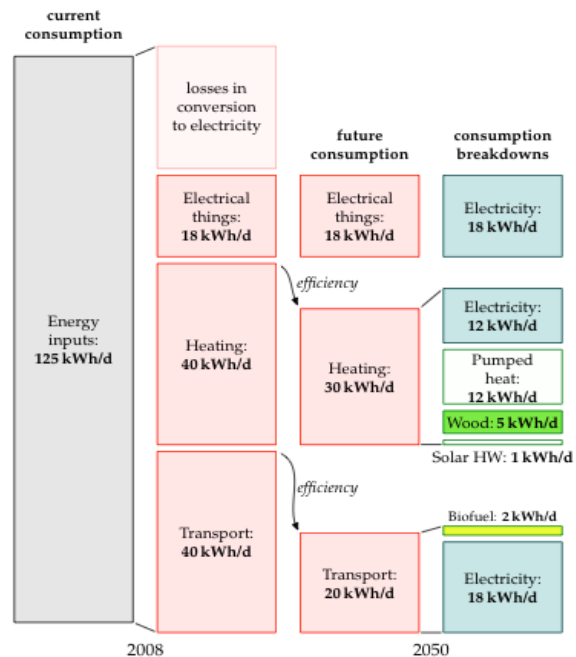 current
consumption
Energy
inputs:
125 kWh/d
losses in
conversion
to electricity
Electrical
things:
18 kWh/d
Heating:
40 kWh/d
Transport:
40 kWh/d
efficiency
efficiency
future
consumption
Electrical
things:
18 kWh/d
Heating:
30 kWh/d
Transport:
20 kWh/d
consumption
breakdowns
Electricity:
18 kWh/d
Electricity:
12 kWh/d
Pumped
heat:
12 kWh/d
Wood: 5 kWh/d
Solar HW: 1 kWh/d
Biofuel: 2 kWh/d
Electricity:
18 kWh/d
2008
2050